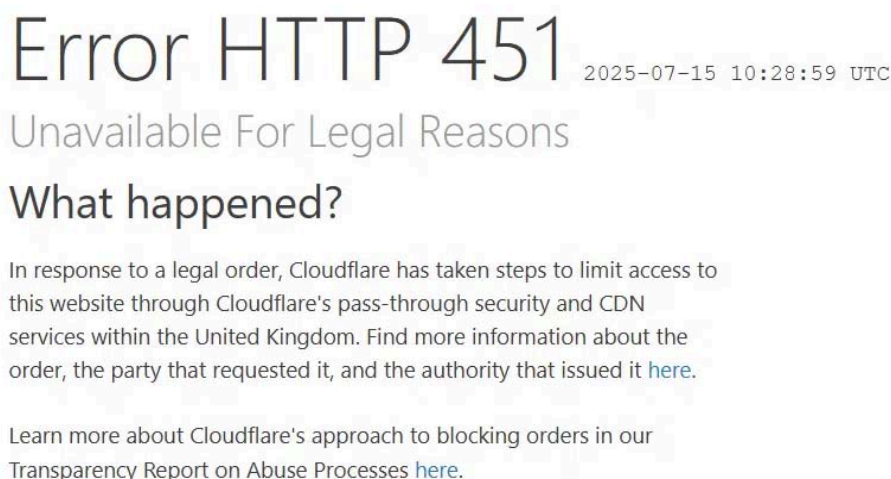 Error HTTP 451 2025-07-15 10:28:59 UTC
Unavailable For Legal Reasons
What happened?
In response to a legal order, Cloudflare has taken steps to limit access to
this website through Cloudflare's pass-through security and CDN
services within the United Kingdom. Find more information about the
order, the party that requested it, and the authority that issued it here.
Learn more about Cloudflare's approach to blocking orders in our
Transparency Report on Abuse Processes here.